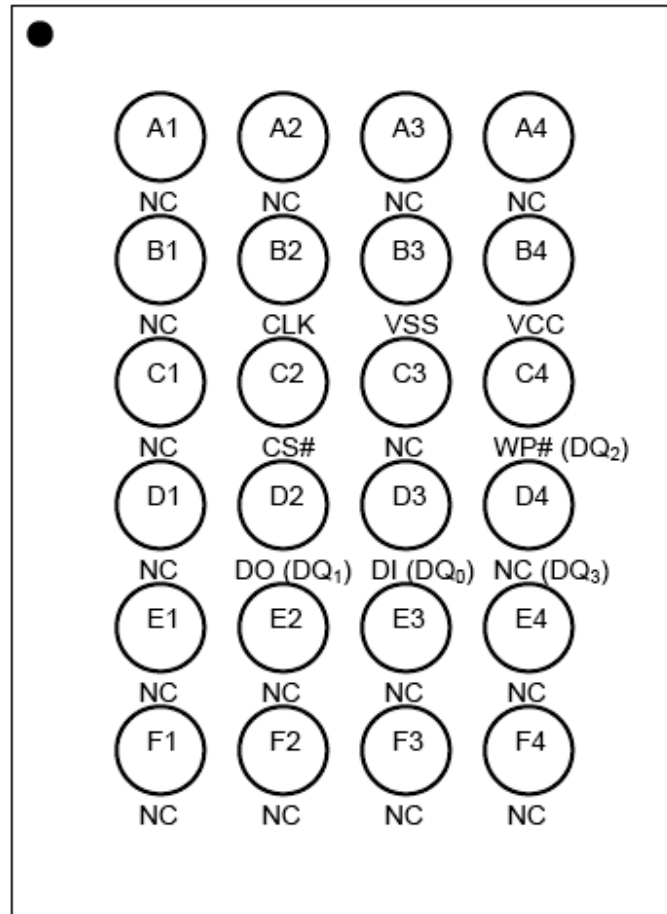 A1 A2 A3 A4
NC NC NC NC
B1 B2 B3 B4
NC CLK VSS VCC
C1 C2 C3 C4
NC CS# NC WP# (DQ₂)
D1 D2 D3 D4
NC DO (DQ₁) DI (DQ₀) NC (DQ₃)
E1 E2 E3 E4
NC NC NC NC
F1 F2 F3 F4
NC NC NC NC